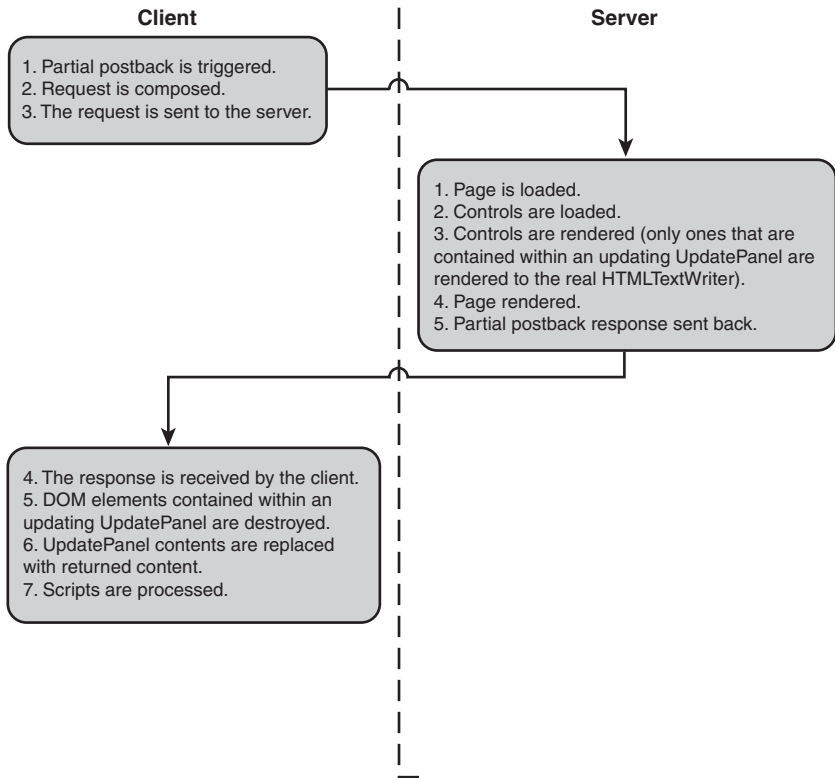 Client
Server
1. Partial postback is triggered.
2. Request is composed.
3. The request is sent to the server.
1. Page is loaded.
2. Controls are loaded.
3. Controls are rendered (only ones that are
contained within an updating UpdatePanel are
rendered to the real HTMLTextWriter).
4. Page rendered.
5. Partial postback response sent back.
4. The response is received by the client.
5. DOM elements contained within an
updating UpdatePanel are destroyed.
6. UpdatePanel contents are replaced
with returned content.
7. Scripts are processed.